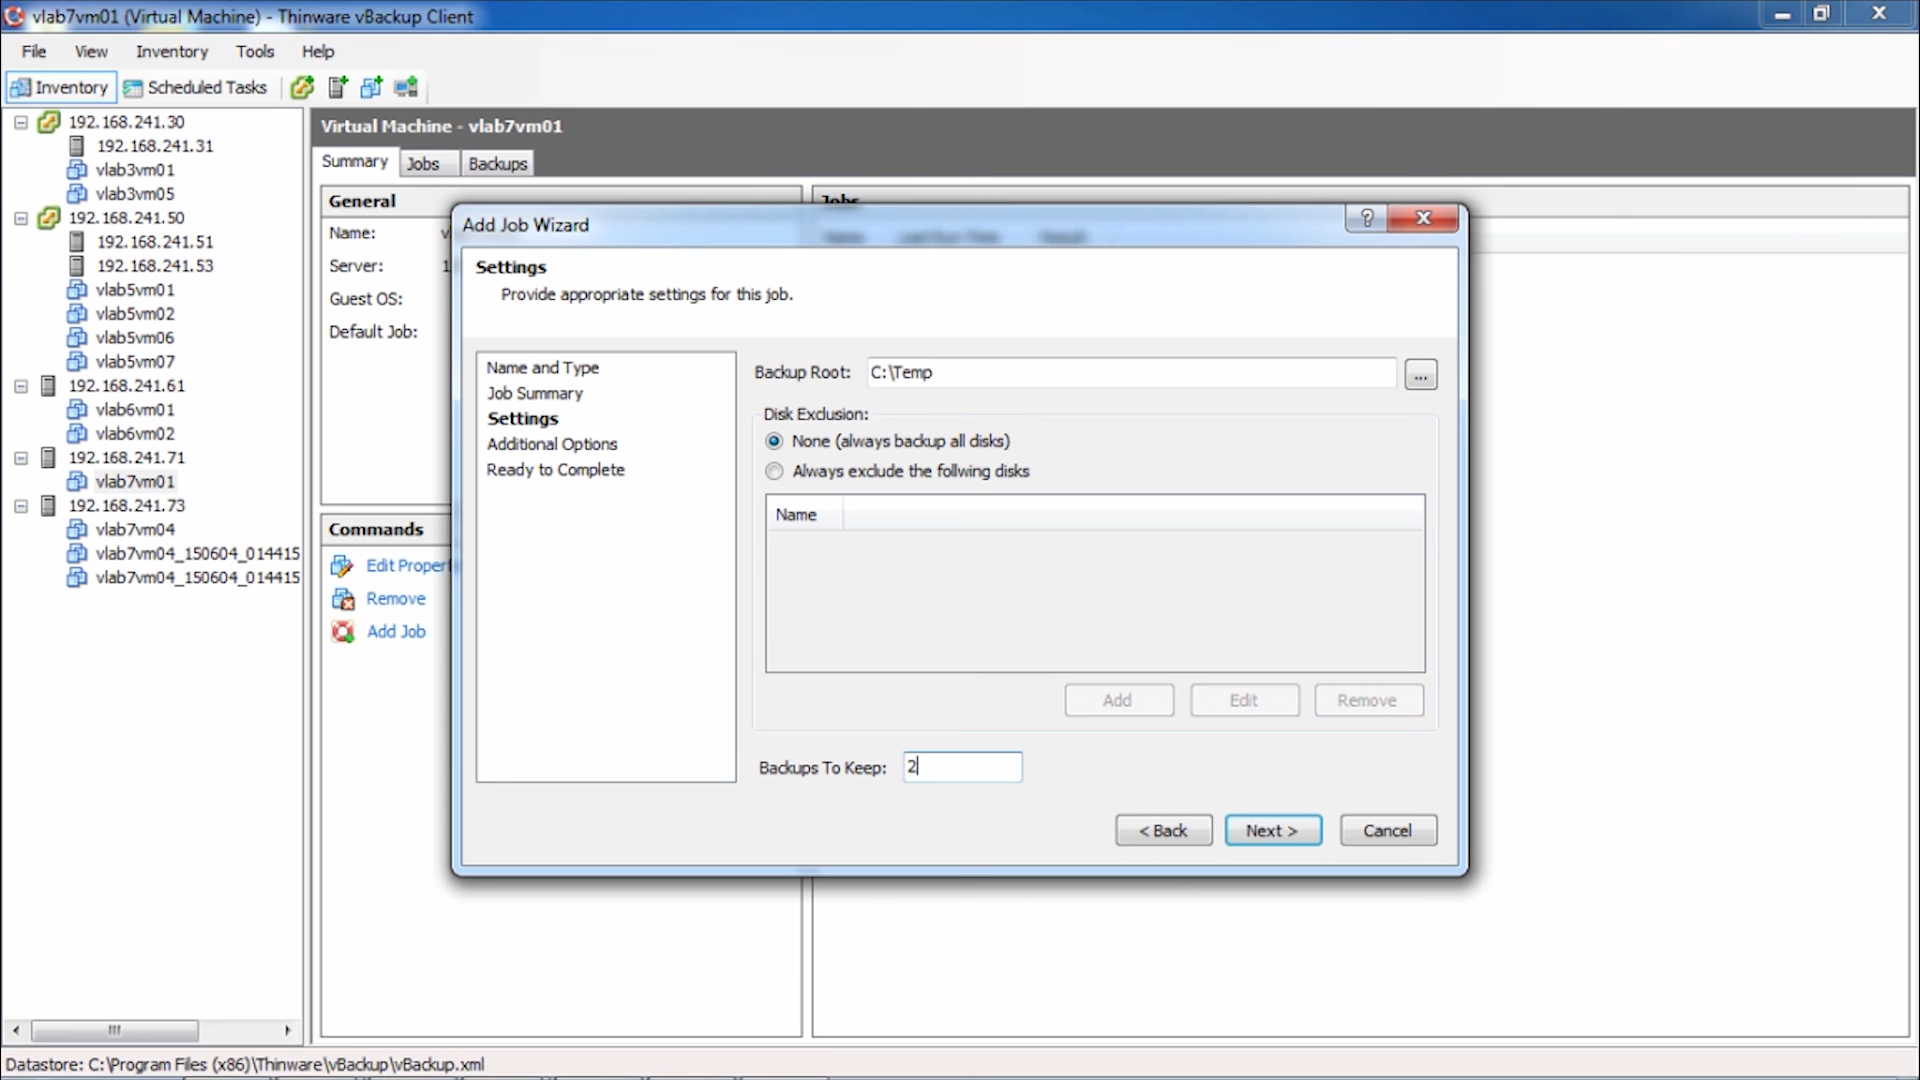 vlab7vm01 (Virtual Machine) - Thinware vBackup Client
File View Inventory Tools Help
Inventory Scheduled Tasks
192.168.241.30
192.168.241.31
vlab3vm01
vlab3vm05
192.168.241.50
192.168.241.51
192.168.241.53
vlab5vm01
vlab5vm02
vlab5vm06
vlab5vm07
192.168.241.61
vlab6vm01
vlab6vm02
192.168.241.71
vlab7vm01
192.168.241.73
vlab7vm04
vlab7vm04_150604_014415
vlab7vm04_150604_014415
Virtual Machine - vlab7vm01
Summary Jobs Backups
General
Name:
Server:
Guest OS:
Default Job:
Commands
Edit Propert
Remove
Add Job
Jobs
Add Job Wizard
Settings
Provide appropriate settings for this job.
Name and Type
Job Summary
Settings
Additional Options
Ready to Complete
Backup Root: C:\Temp ...
Disk Exclusion:
None (always backup all disks)
Always exclude the follwing disks
Name
Add Edit Remove
Backups To Keep: 2
< Back Next > Cancel
Datastore: C:\Program Files (x86)\Thinware\vBackup\vBackup.xml